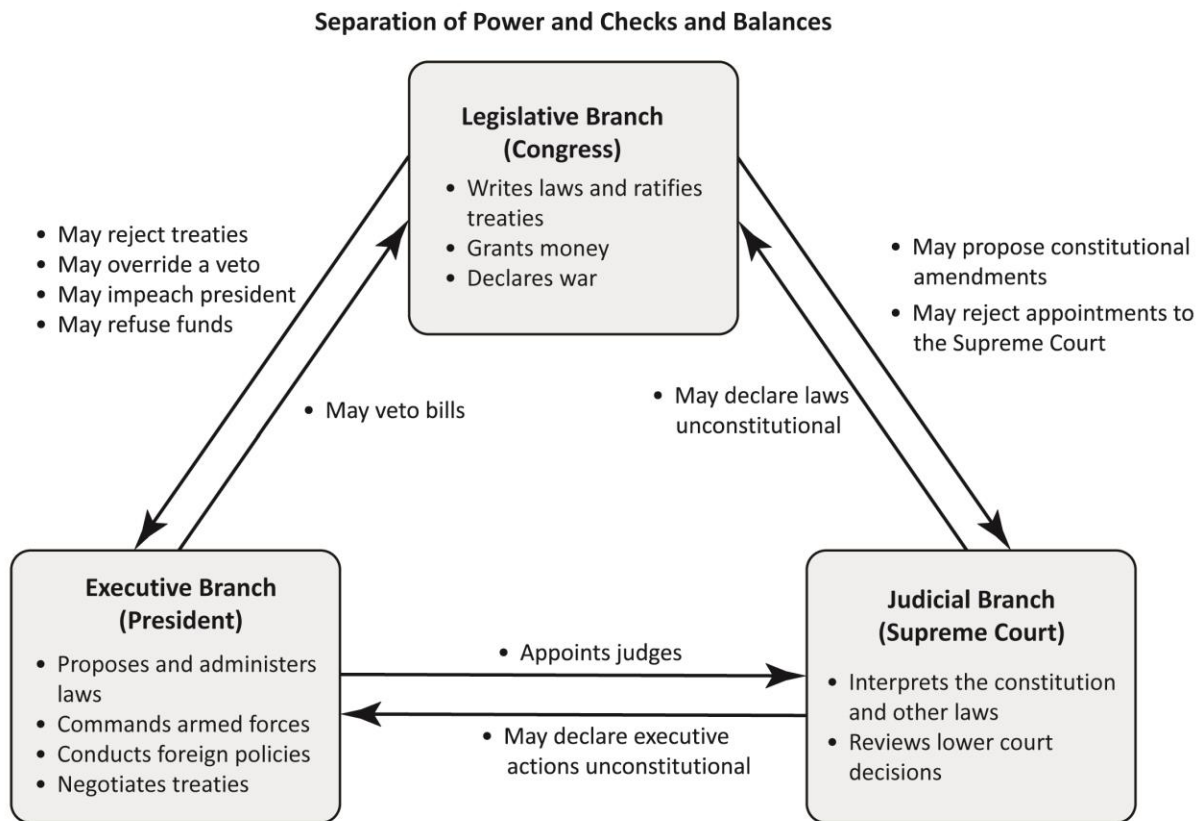 Separation of Power and Checks and Balances
Legislative Branch
(Congress)
• Writes laws and ratifies
treaties
• Grants money
• Declares war
• May reject treaties
• May override a veto
• May impeach president
• May refuse funds
• May propose constitutional
amendments
• May reject appointments to
the Supreme Court
• May veto bills
• May declare laws
unconstitutional
Executive Branch
(President)
• Proposes and administers
laws
• Commands armed forces
• Conducts foreign policies
• Negotiates treaties
• Appoints judges
• May declare executive
actions unconstitutional
Judicial Branch
(Supreme Court)
• Interprets the constitution
and other laws
• Reviews lower court
decisions